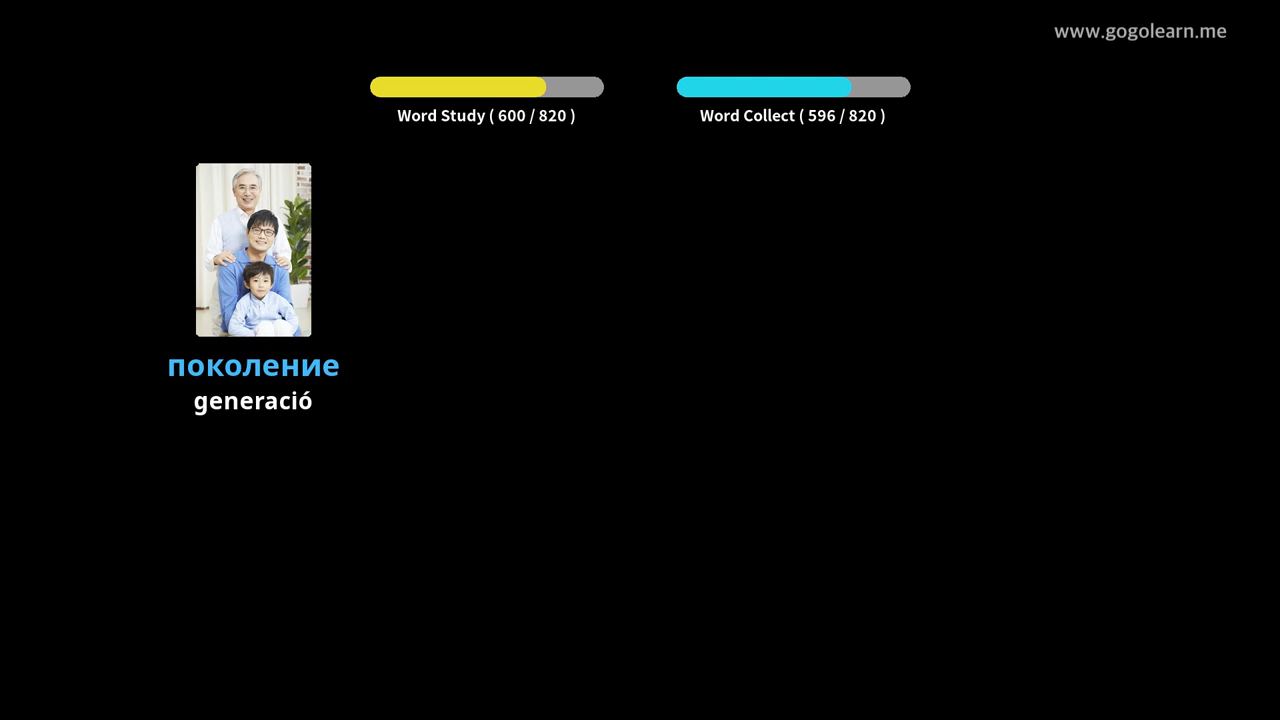 www.gogolearn.me
Word Study ( 600 / 820 )
Word Collect ( 596 / 820 )
поколение
generació